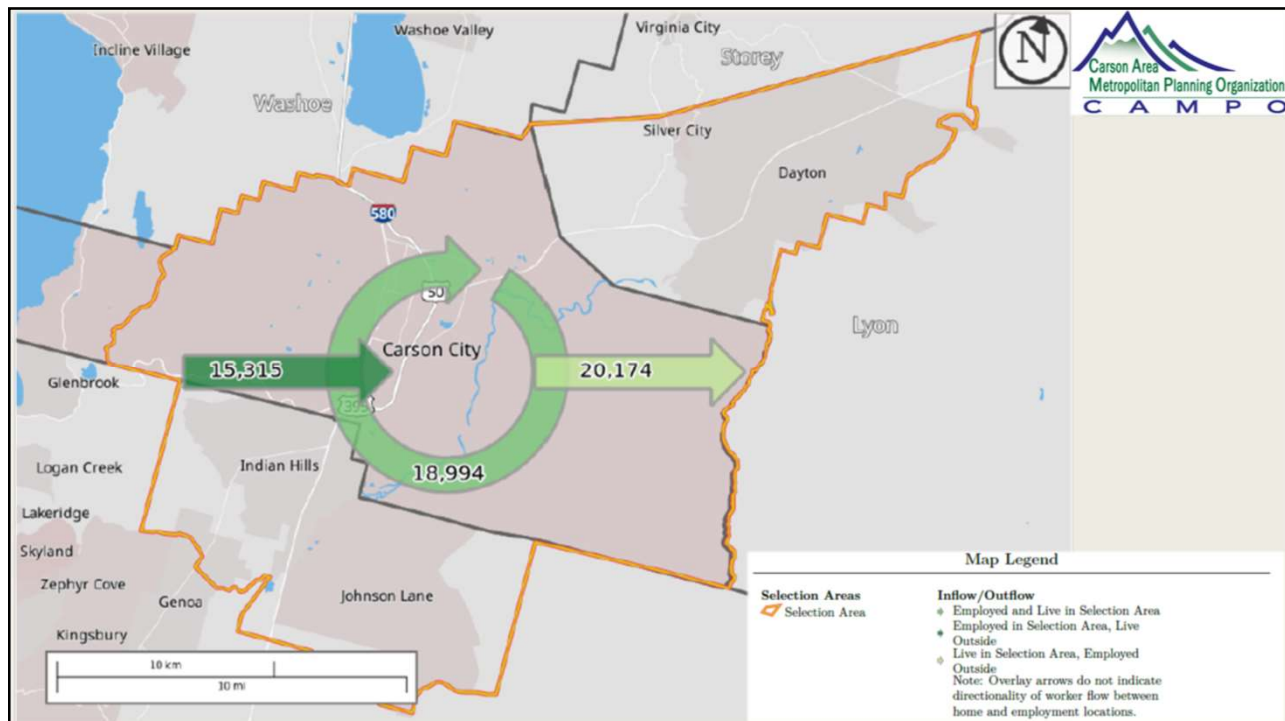 Incline Village
Washoe Valley
Virginia City
Storey
N
Carson Area
Metropolitan Planning Organization
CAMPO
Washoe
Silver City
Dayton
580
50
Lyon
Carson City
15,315
20,174
Glenbrook
395
Indian Hills
18,994
Logan Creek
Lakeridge
Skyland
Zephyr Cove
Genoa
Johnson Lane
Kingsbury
10 km
10 mi
Map Legend
Selection Areas
Selection Area
Inflow/Outflow
Employed and Live in Selection Area
Employed in Selection Area, Live
Outside
Live in Selection Area, Employed
Outside
Note: Overlay arrows do not indicate
directionality of worker flow between
home and employment locations.